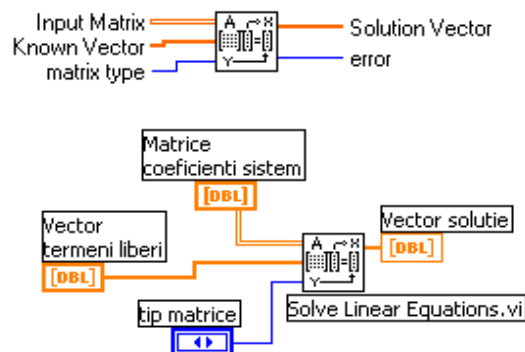 Input Matrix
Known Vector
matrix type
A X
Y
Solution Vector
error
Matrice
coeficienti sistem
[DBL]
Vector
termeni liberi
[DBL]
A X
Y
Vector solutie
[DBL]
tip matrice
Solve Linear Equations.vi